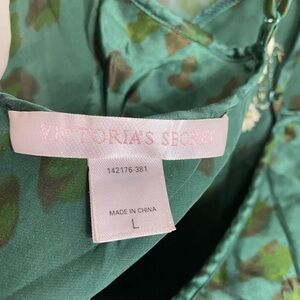 VICTORIA'S SECRET
142176-381
MADE IN CHINA
L